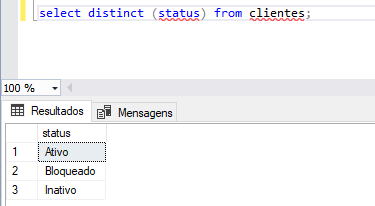 select distinct (status) from clientes;
100 %
Resultados Mensagens
status
1 Ativo
2 Bloqueado
3 Inativo